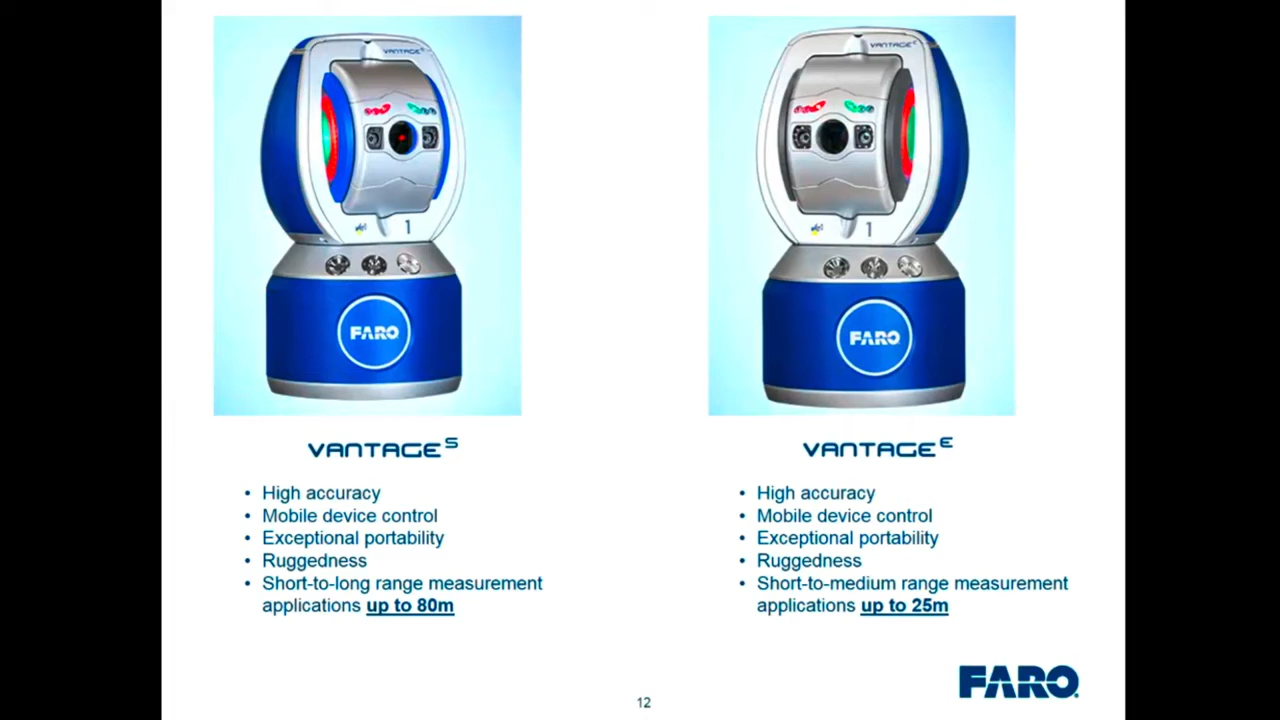 VANTAGE S
1
FARO
VANTAGE S
• High accuracy
• Mobile device control
• Exceptional portability
• Ruggedness
• Short-to-long range measurement
applications up to 80m
VANTAGE E
1
FARO
VANTAGE E
• High accuracy
• Mobile device control
• Exceptional portability
• Ruggedness
• Short-to-medium range measurement
applications up to 25m
12
FARO